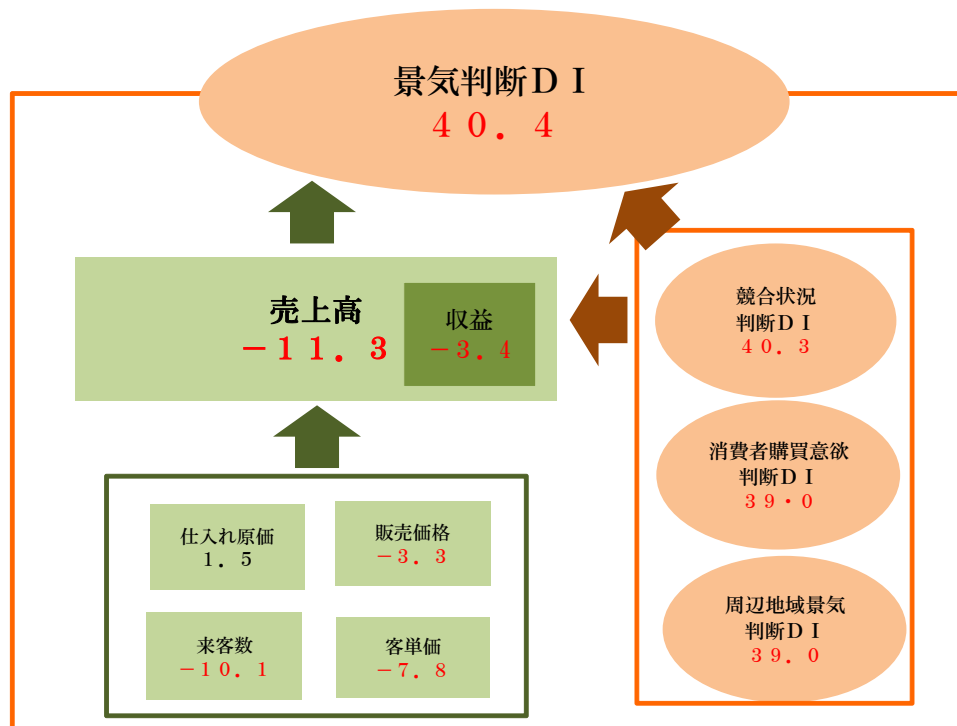 景気判断ＤＩ
４０．４
売上高
－１１．３
収益
－３．４
競合状況
判断ＤＩ
４０．３
消費者購買意欲
判断ＤＩ
３９・０
周辺地域景気
判断ＤＩ
３９．０
仕入れ原価
１．５
販売価格
－３．３
来客数
－１０．１
客単価
－７．８